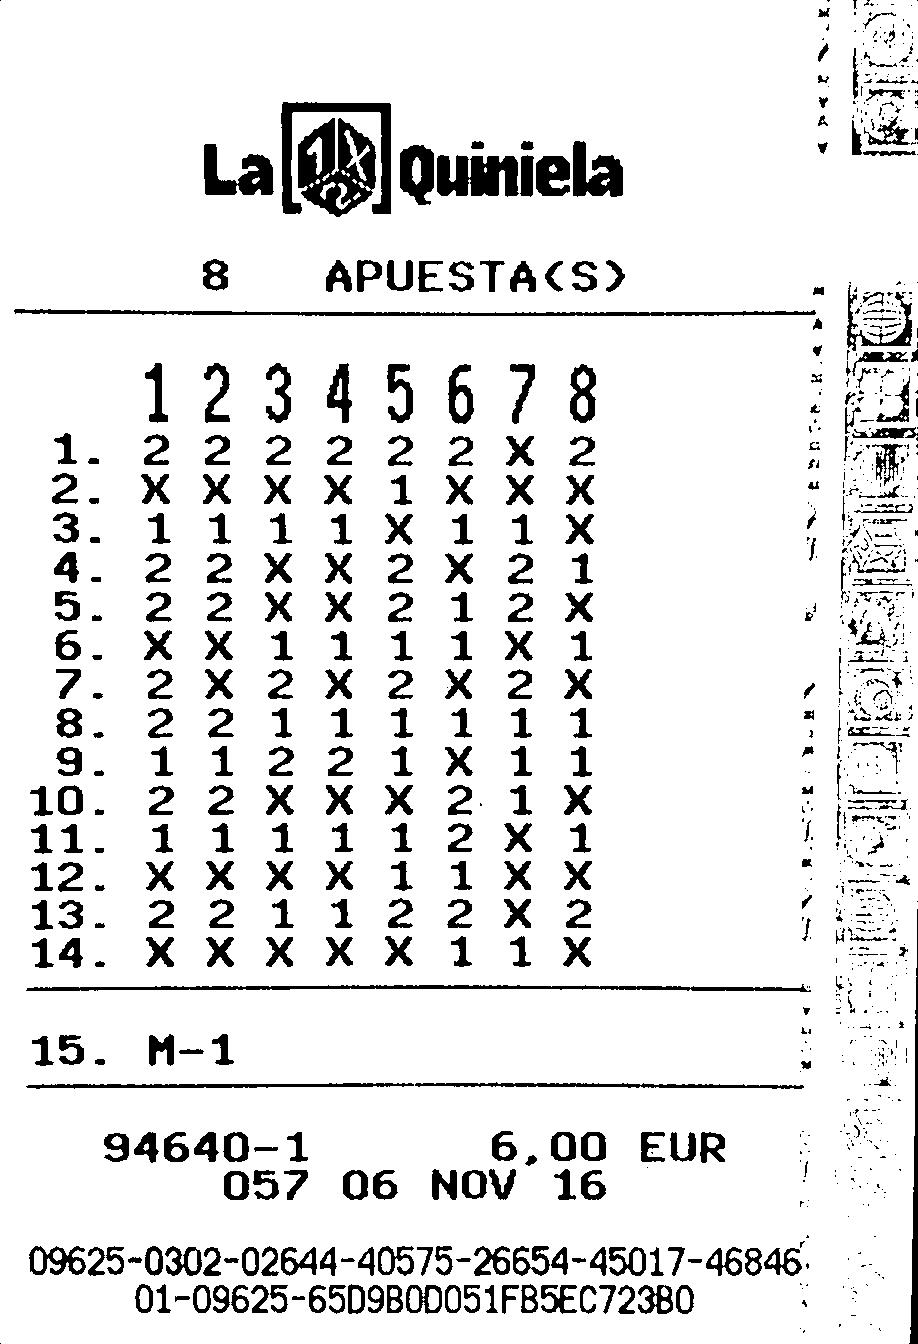 La 1X2 Quiniela
8 APUESTA(S)
1 2 3 4 5 6 7 8
1. 2 2 2 2 2 2 X 2
2. X X X X 1 X X X
3. 1 1 1 1 X 1 1 X
4. 2 2 X X 2 X 2 1
5. 2 2 X X 2 1 2 X
6. X X 1 1 1 1 X 1
7. 2 X 2 X 2 X 2 X
8. 2 2 1 1 1 1 1 1
9. 1 1 2 2 1 X 1 1
10. 2 2 X X X 2 1 X
11. 1 1 1 1 1 2 X 1
12. X X X X 1 1 X X
13. 2 2 1 1 2 2 X 2
14. X X X X X 1 1 X
15. M-1
94640-1 6,00 EUR
057 06 NOV 16
09625-0302-02644-40575-26654-45017-46846
01-09625-65D9B0D051FB5EC723B0